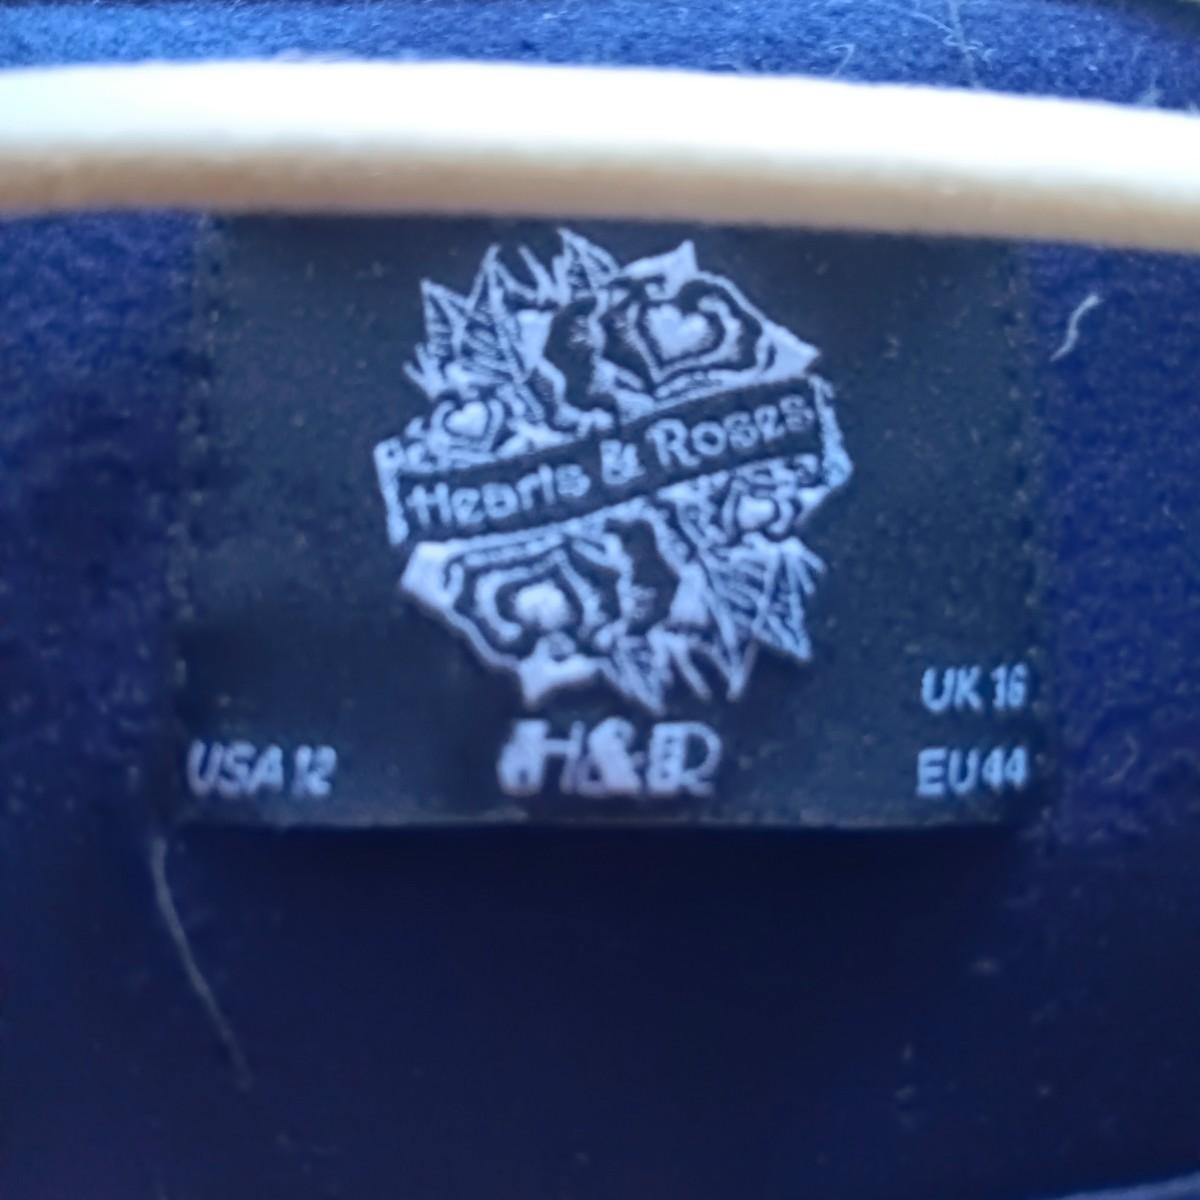 Hearts & Roses
UK 16
USA 12
H&R
EU 44